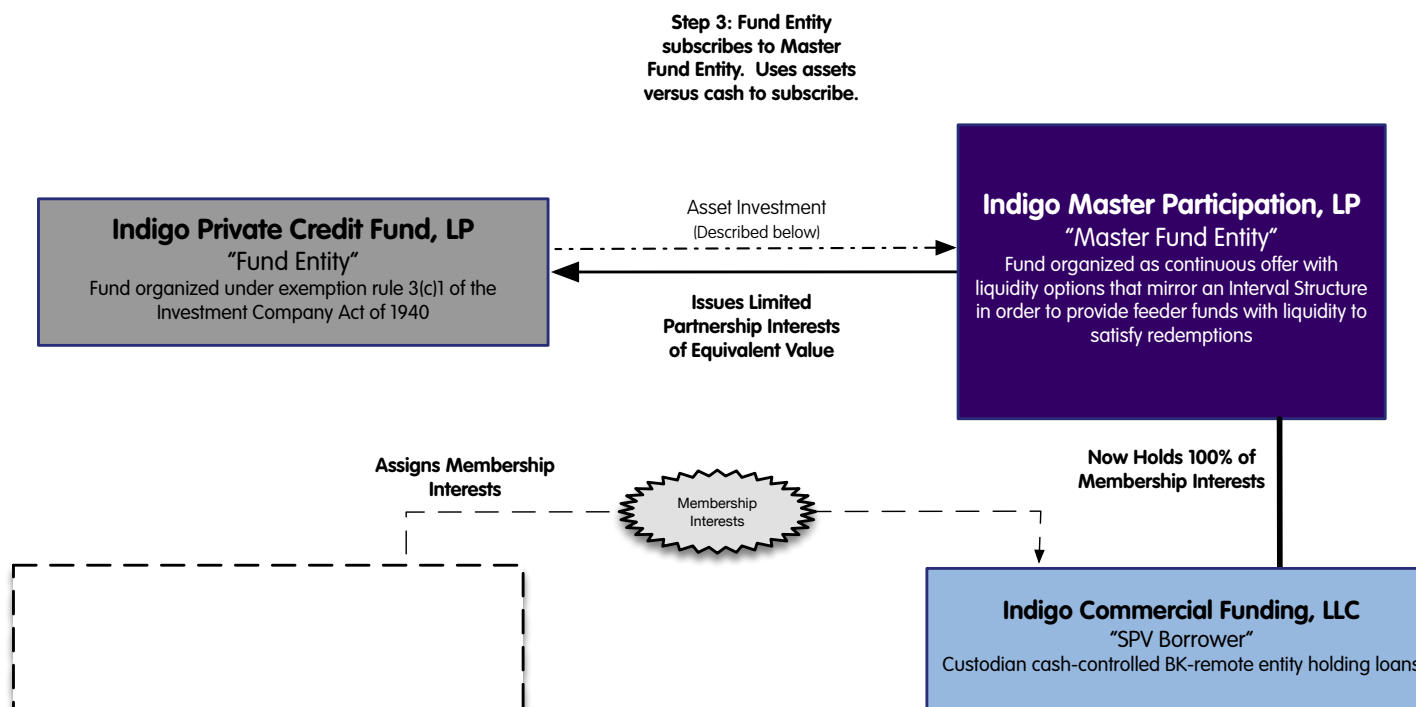 Step 3: Fund Entity
subscribes to Master
Fund Entity.  Uses assets
versus cash to subscribe.
Indigo Private Credit Fund, LP
"Fund Entity"
Fund organized under exemption rule 3(c)1 of the
Investment Company Act of 1940
Asset Investment
(Described below)
Issues Limited
Partnership Interests
of Equivalent Value
Indigo Master Participation, LP
"Master Fund Entity"
Fund organized as continuous offer with
liquidity options that mirror an Interval Structure
in order to provide feeder funds with liquidity to
satisfy redemptions
Assigns Membership
Interests
Membership
Interests
Now Holds 100% of
Membership Interests
Indigo Commercial Funding, LLC
"SPV Borrower"
Custodian cash-controlled BK-remote entity holding loans